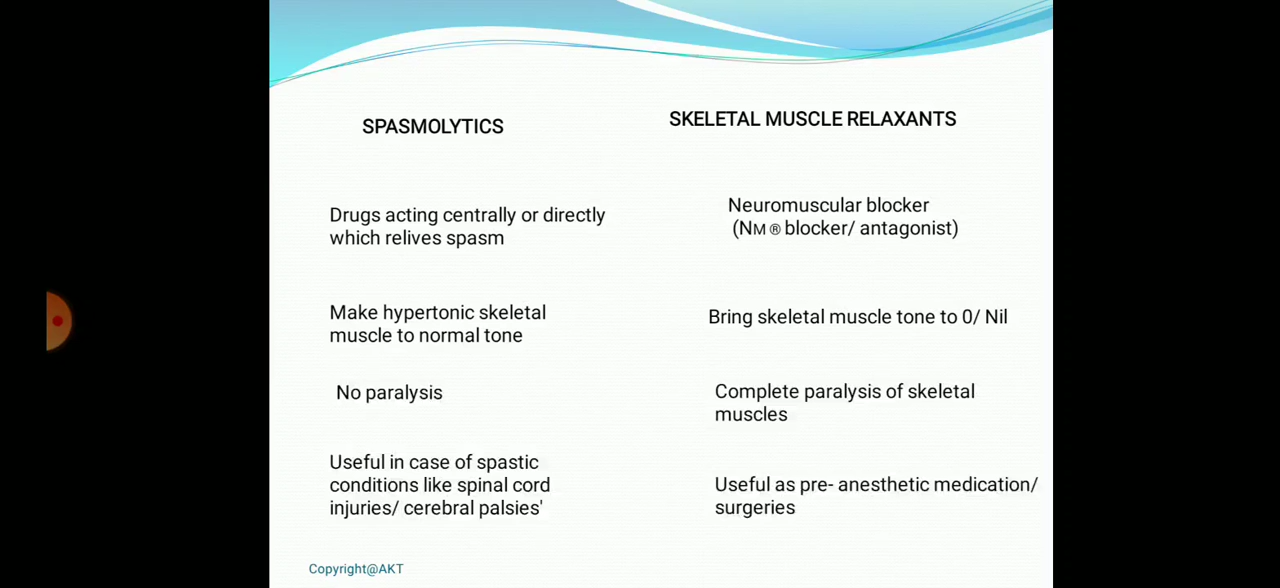 SPASMOLYTICS
Drugs acting centrally or directly
which relives spasm
Make hypertonic skeletal
muscle to normal tone
No paralysis
Useful in case of spastic
conditions like spinal cord
injuries/ cerebral palsies'
SKELETAL MUSCLE RELAXANTS
Neuromuscular blocker
(NM ® blocker/ antagonist)
Bring skeletal muscle tone to 0/ Nil
Complete paralysis of skeletal
muscles
Useful as pre- anesthetic medication/
surgeries
Copyright@AKT